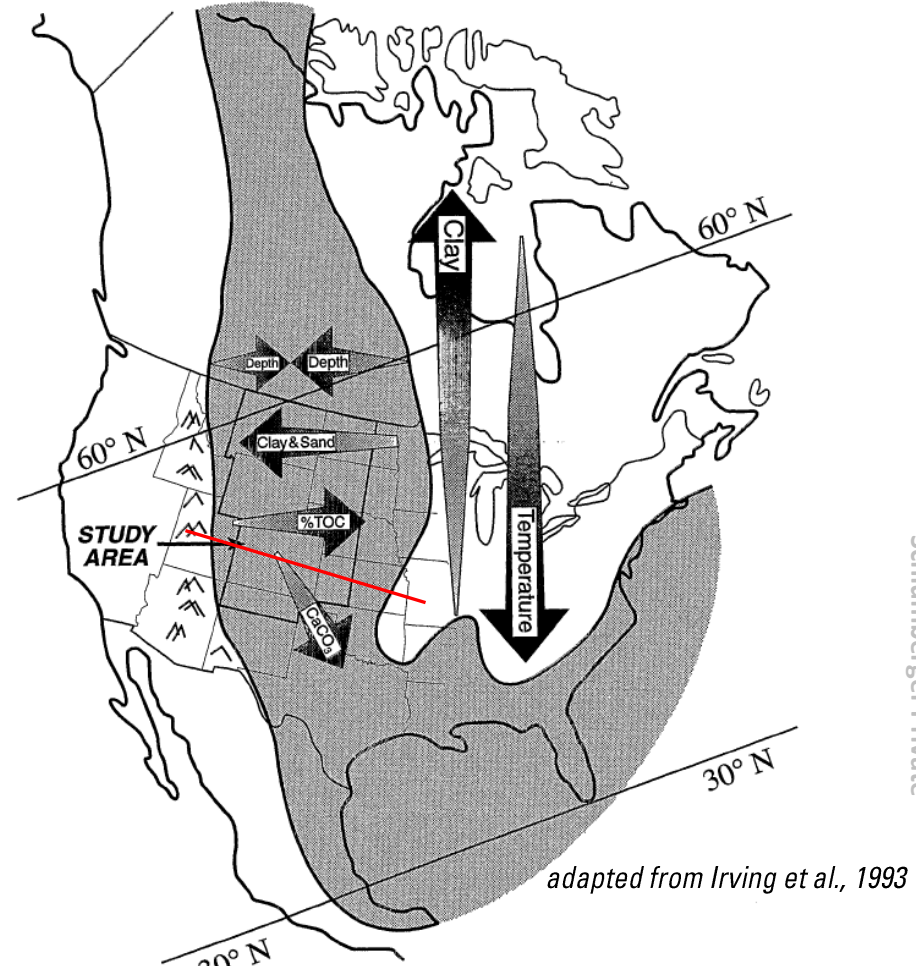 60° N
Clay
Depth
Depth
Clay&Sand
60° N
%TOC
STUDY
AREA
Temperature
CaCO₃
30° N
adapted from Irving et al., 1993